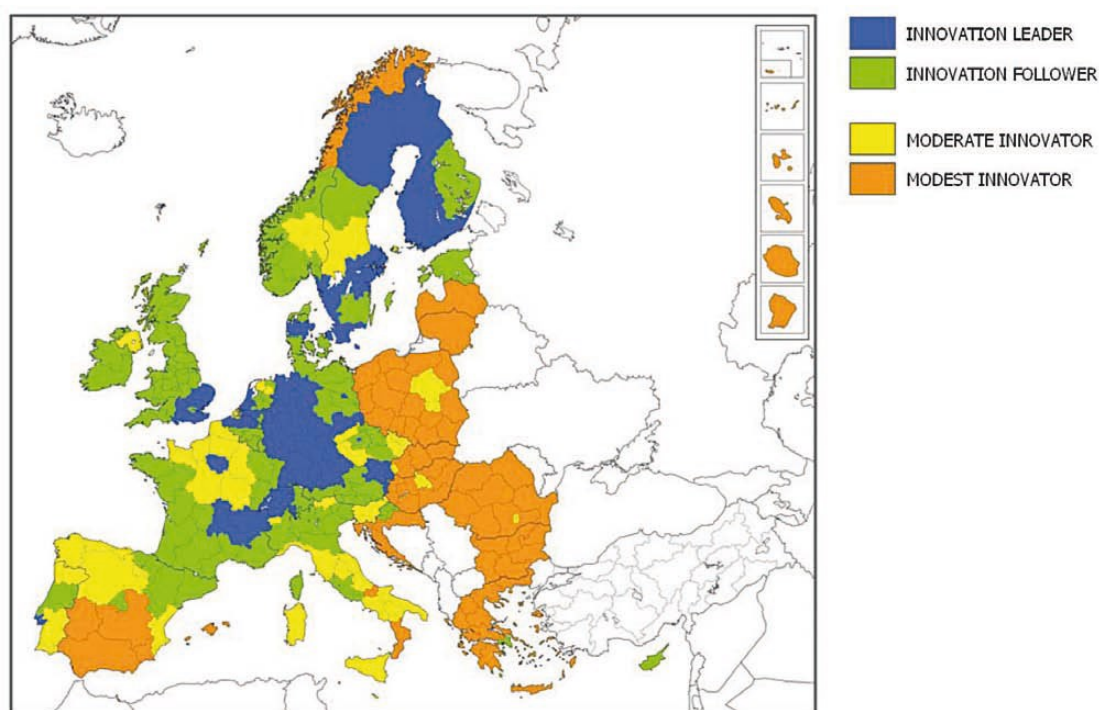 INNOVATION LEADER
INNOVATION FOLLOWER
MODERATE INNOVATOR
MODEST INNOVATOR